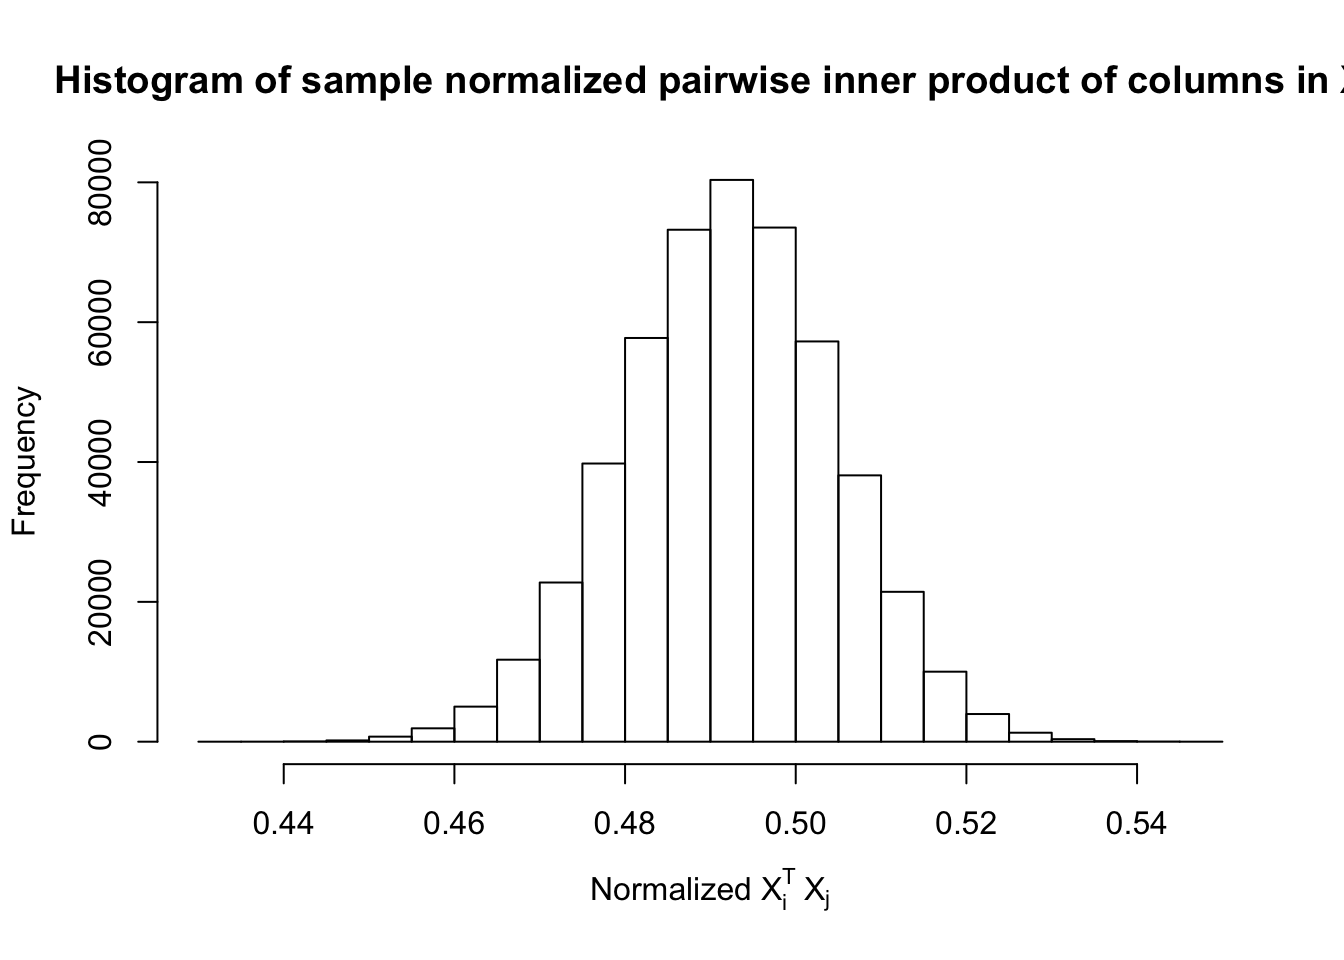 Histogram of sample normalized pairwise inner product of columns in
80000
60000
40000
20000
0
Frequency
0.44 0.46 0.48 0.50 0.52 0.54
Normalized X_i^T X_j